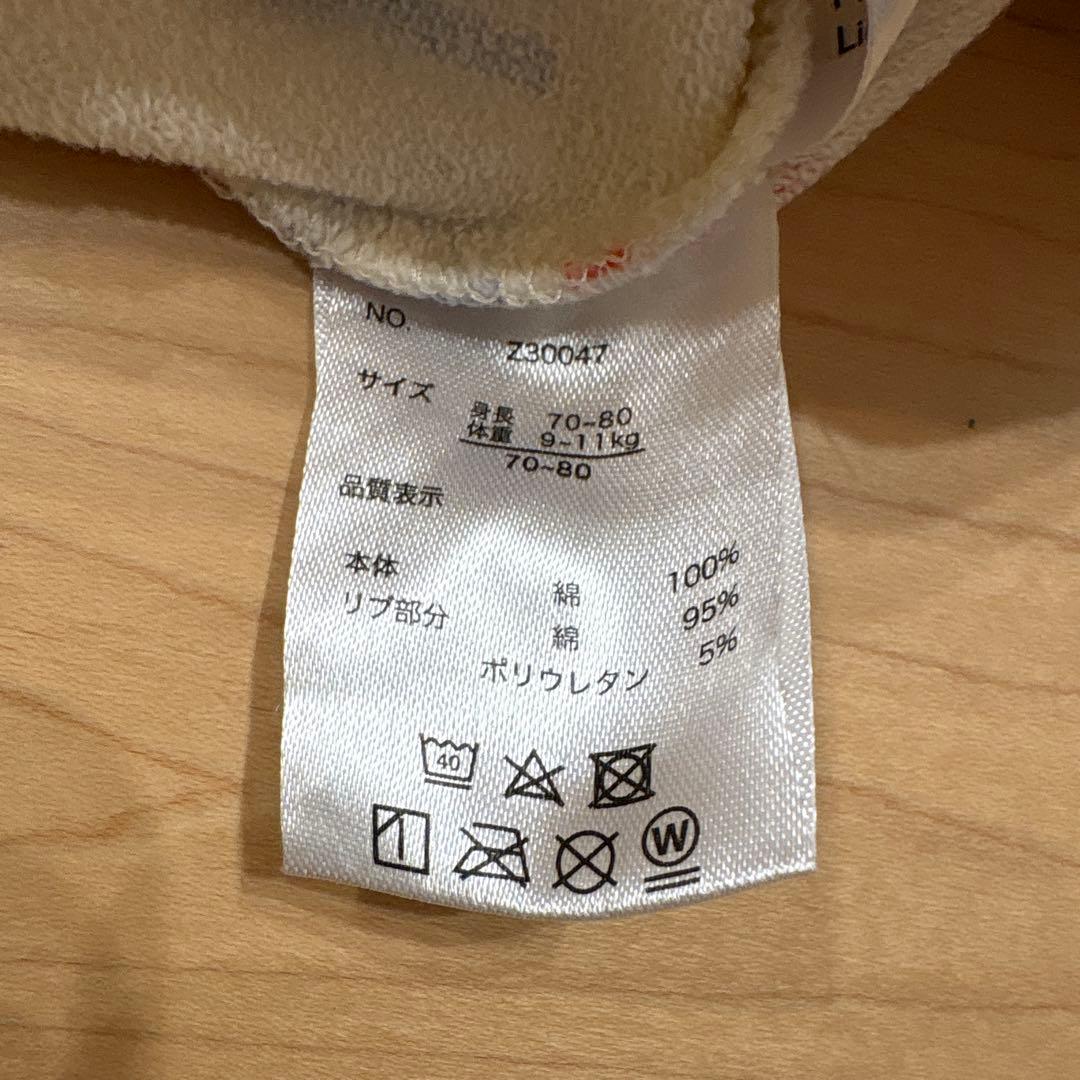 Li
NO.
Z30047
サイズ
身長 70~80
体重 9~11kg
70~80
品質表示
本体 綿 100%
リブ部分 綿 95%
ポリウレタン 5%
40
W